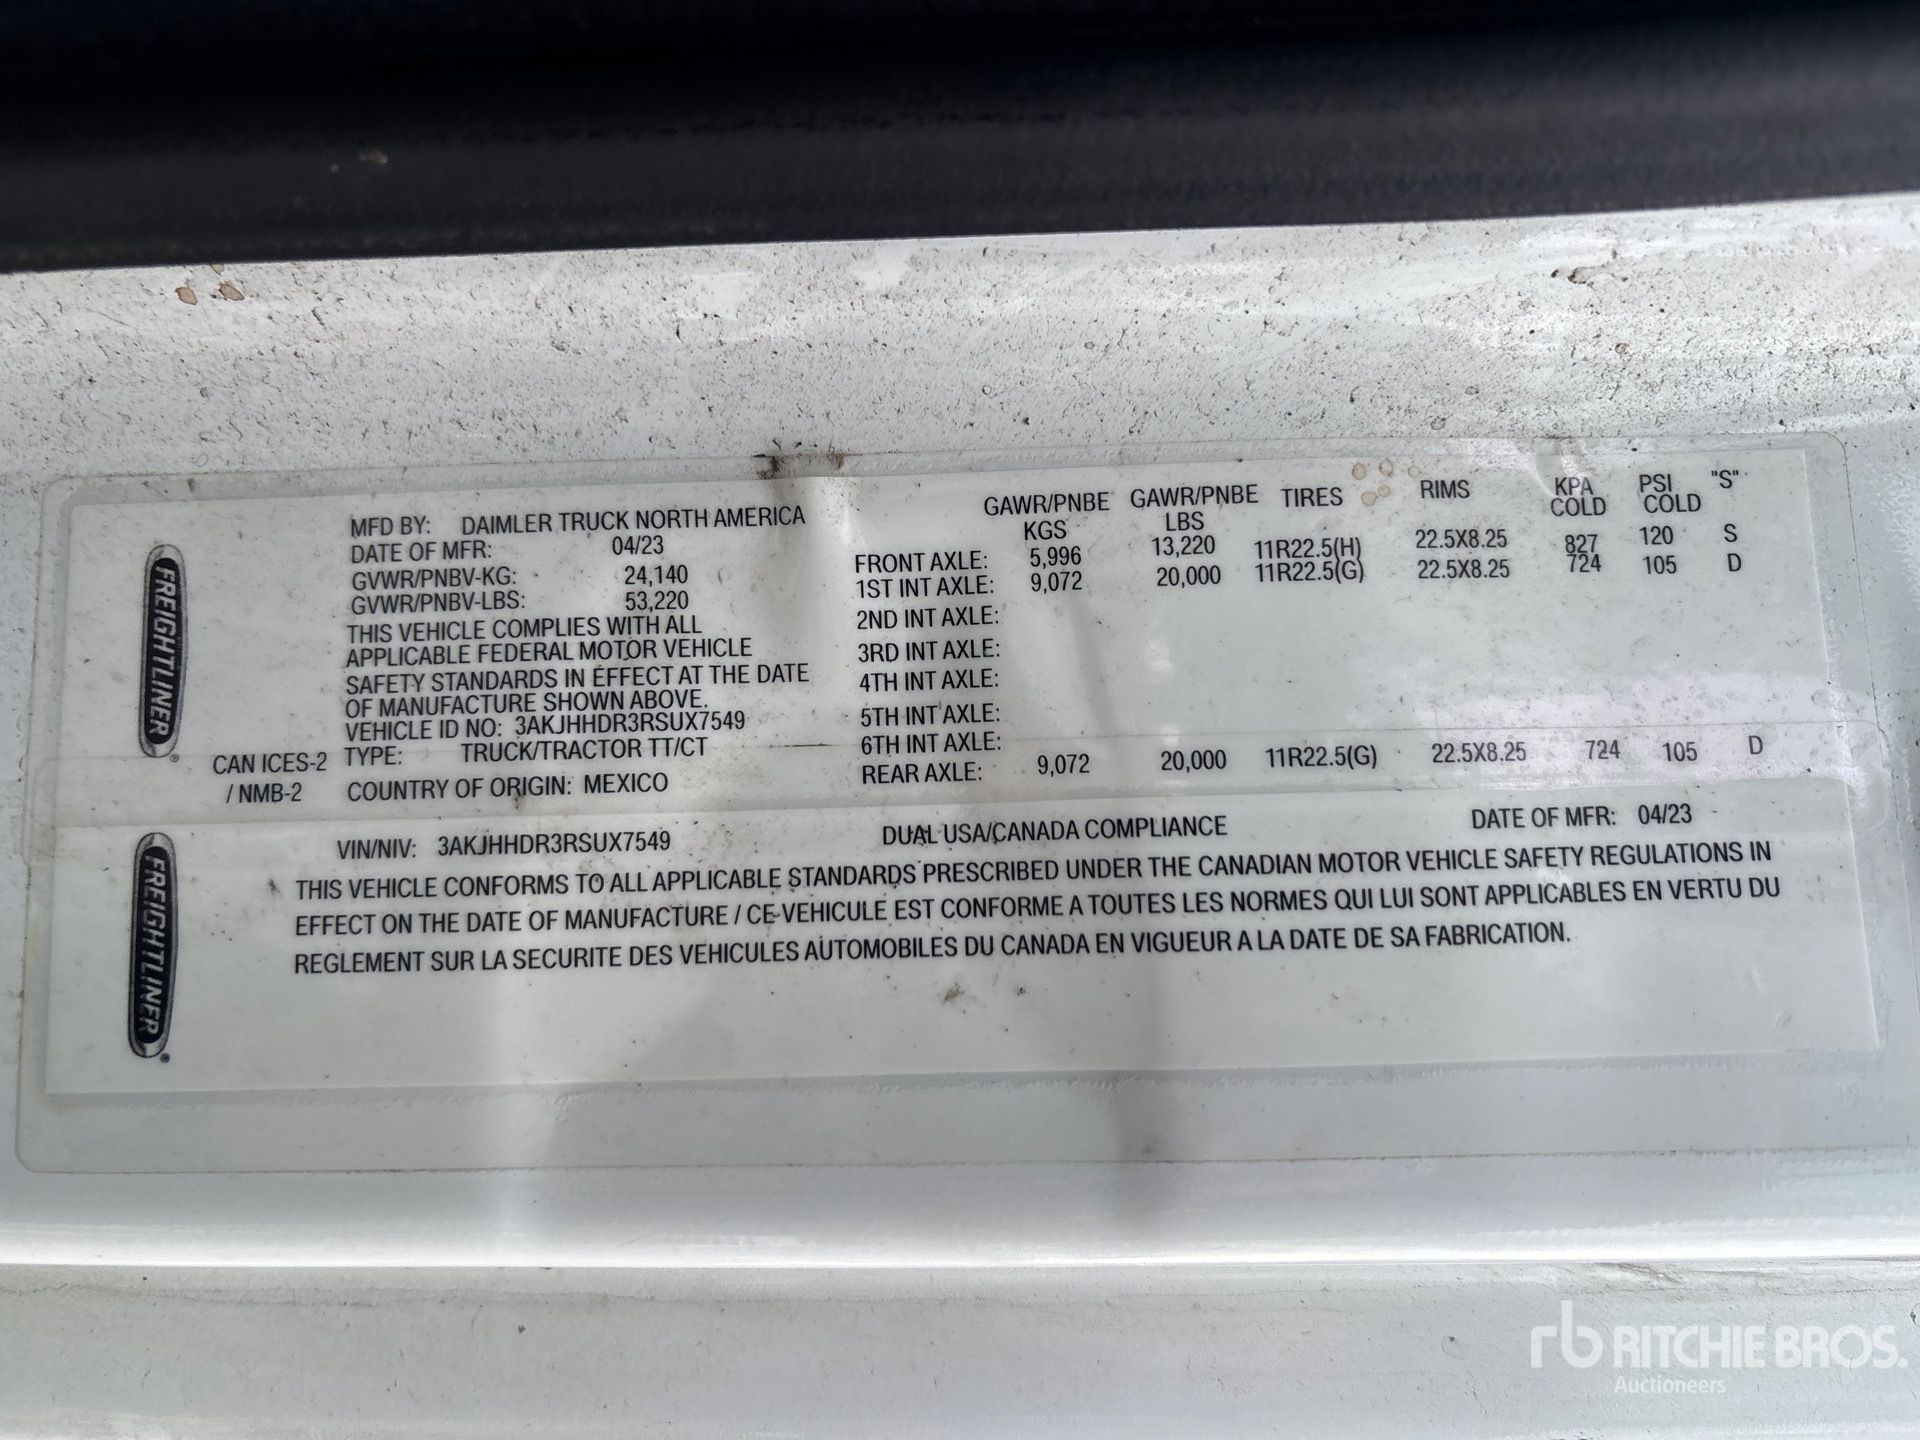 FREIGHTLINER
CAN ICES-2
/ NMB-2
MFD BY: DAIMLER TRUCK NORTH AMERICA
DATE OF MFR: 04/23
GVWR/PNBV-KG: 24,140
GVWR/PNBV-LBS: 53,220
THIS VEHICLE COMPLIES WITH ALL
APPLICABLE FEDERAL MOTOR VEHICLE
SAFETY STANDARDS IN EFFECT AT THE DATE
OF MANUFACTURE SHOWN ABOVE.
VEHICLE ID NO: 3AKJHHDR3RSUX7549
TYPE: TRUCK/TRACTOR TT/CT
COUNTRY OF ORIGIN: MEXICO
GAWR/PNBE KGS GAWR/PNBE LBS TIRES RIMS KPA COLD PSI COLD "S"
FRONT AXLE: 5,996 13,220 11R22.5(H) 22.5X8.25 827 120 S
1ST INT AXLE: 9,072 20,000 11R22.5(G) 22.5X8.25 724 105 D
2ND INT AXLE:
3RD INT AXLE:
4TH INT AXLE:
5TH INT AXLE:
6TH INT AXLE:
REAR AXLE: 9,072 20,000 11R22.5(G) 22.5X8.25 724 105 D
FREIGHTLINER
VIN/NIV: 3AKJHHDR3RSUX7549 DUAL USA/CANADA COMPLIANCE DATE OF MFR: 04/23
THIS VEHICLE CONFORMS TO ALL APPLICABLE STANDARDS PRESCRIBED UNDER THE CANADIAN MOTOR VEHICLE SAFETY REGULATIONS IN
EFFECT ON THE DATE OF MANUFACTURE / CE VEHICULE EST CONFORME A TOUTES LES NORMES QUI LUI SONT APPLICABLES EN VERTU DU
REGLEMENT SUR LA SECURITE DES VEHICULES AUTOMOBILES DU CANADA EN VIGUEUR A LA DATE DE SA FABRICATION.
rb RITCHIE BROS.
Auctioneers